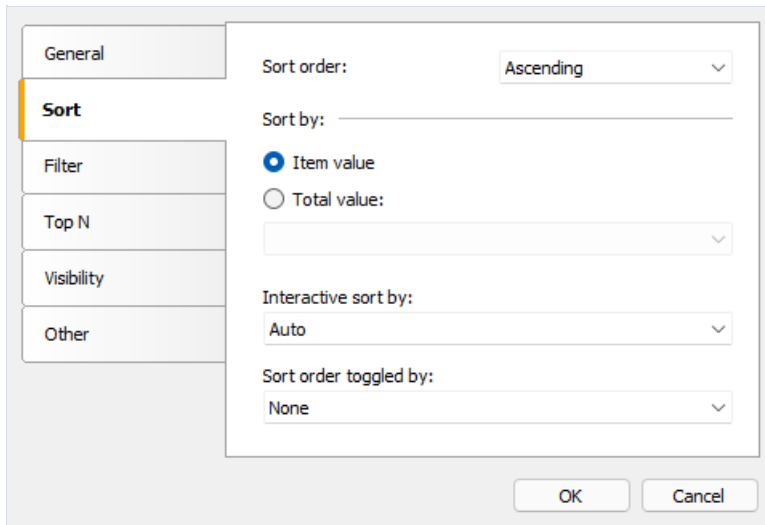 General
Sort
Filter
Top N
Visibility
Other
Sort order: Ascending
Sort by:
Item value
Total value:
Interactive sort by:
Auto
Sort order toggled by:
None
OK Cancel